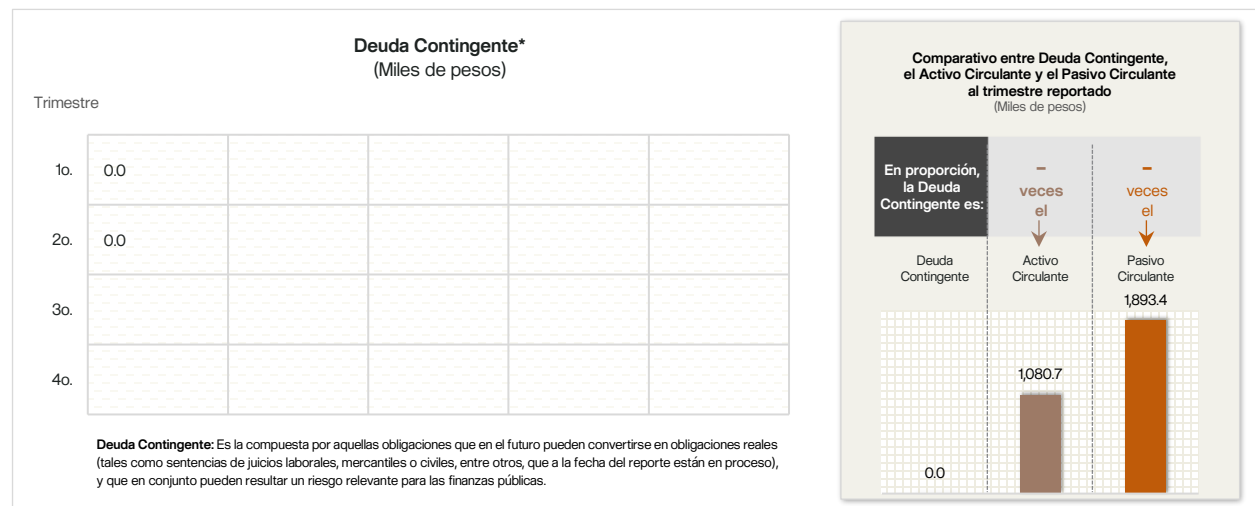 Deuda Contingente*
(Miles de pesos)
Trimestre
1o.
0.0
2o.
0.0
3o.
4o.
Deuda Contingente: Es la compuesta por aquellas obligaciones que en el futuro pueden convertirse en obligaciones reales
(tales como sentencias de juicios laborales, mercantiles o civiles, entre otros, que a la fecha del reporte están en proceso),
y que en conjunto pueden resultar un riesgo relevante para las finanzas públicas.
Comparativo entre Deuda Contingente,
el Activo Circulante y el Pasivo Circulante
al trimestre reportado
(Miles de pesos)
En proporción,
la Deuda
Contingente es:
–
veces
el
–
veces
el
Deuda
Contingente
Activo
Circulante
Pasivo
Circulante
1,893.4
1,080.7
0.0